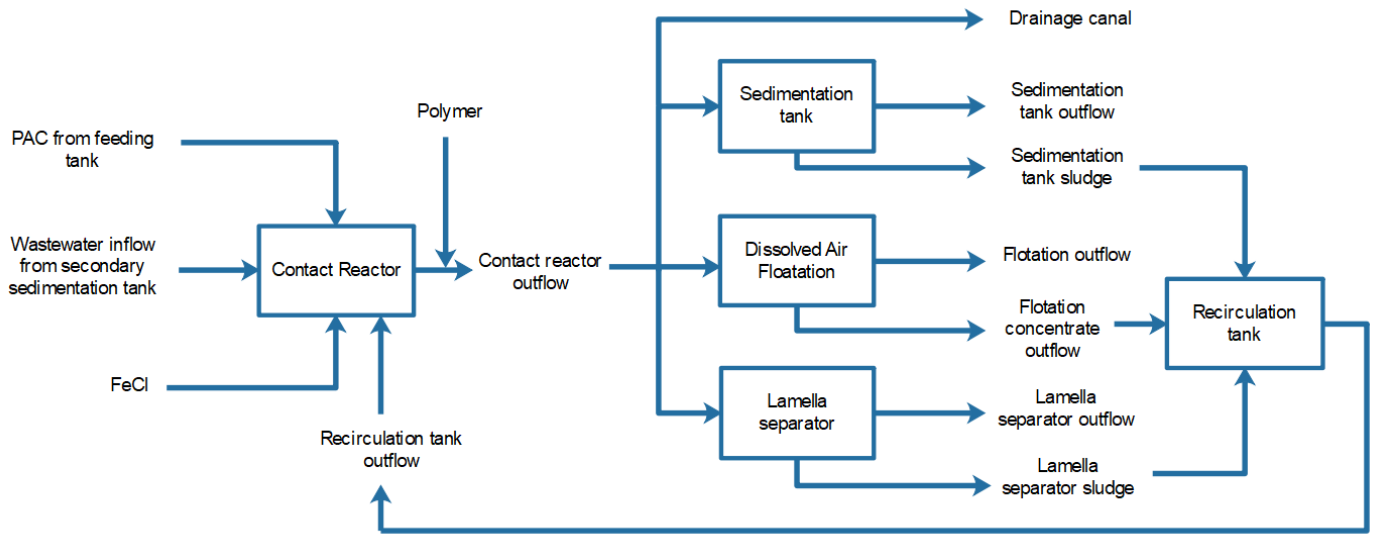 PAC from feeding
tank
Wastewater inflow
from secondary
sedimentation tank
FeCl
Contact Reactor
Polymer
Recirculation tank
outflow
Contact reactor
outflow
Drainage canal
Sedimentation
tank
Sedimentation
tank outflow
Sedimentation
tank sludge
Dissolved Air
Floatation
Flotation outflow
Flotation
concentrate
outflow
Lamella
separator
Lamella
separator outflow
Lamella
separator sludge
Recirculation
tank